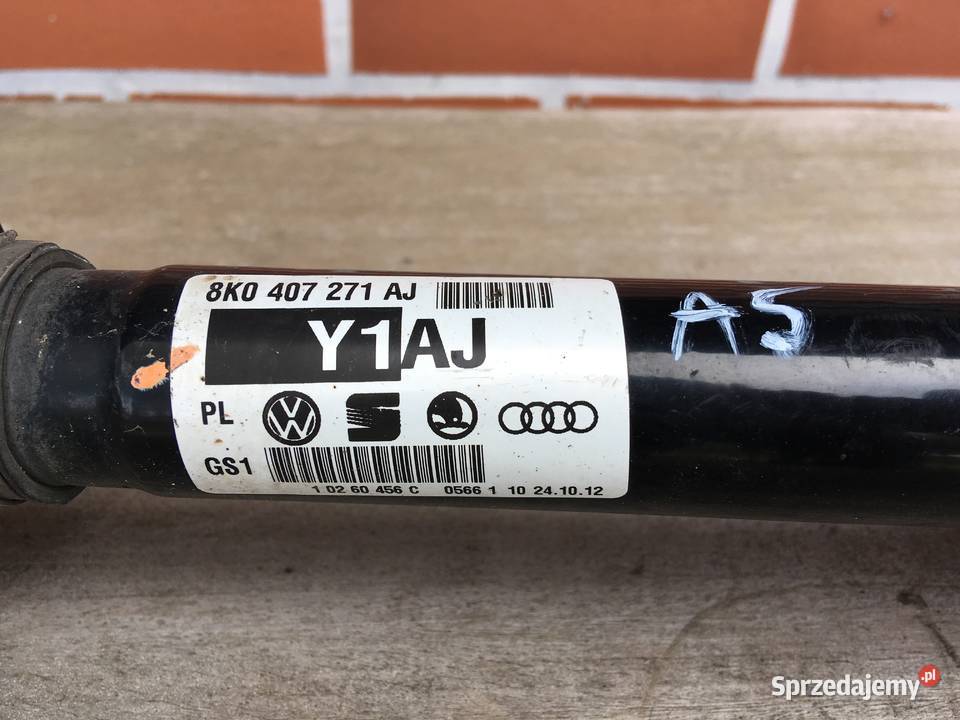 8K0 407 271 AJ
Y1AJ
PL
GS1
1 02 60 456 C 0566 1 10 24.10.12
A5
Sprzedajemy.pl